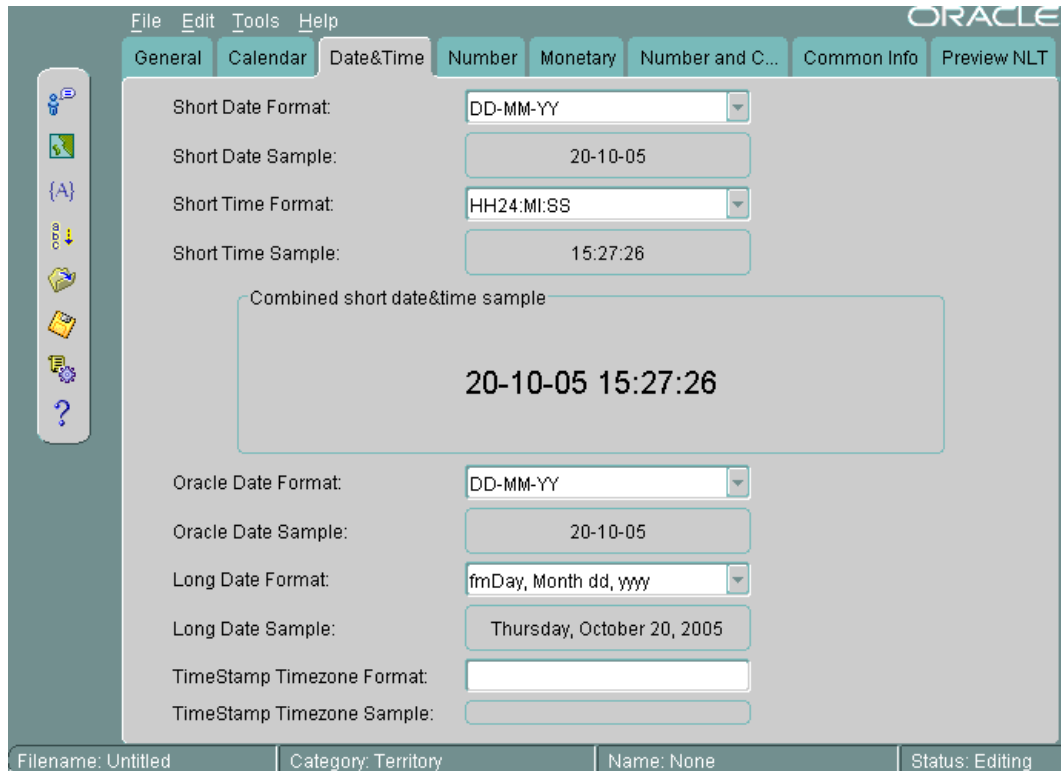 File Edit Tools Help
ORACLE
General Calendar Date&Time Number Monetary Number and C... Common Info Preview NLT
Short Date Format: DD-MM-YY
Short Date Sample: 20-10-05
{A}
Short Time Format: HH24:MI:SS
a
b
c
Short Time Sample: 15:27:26
Combined short date&time sample
20-10-05 15:27:26
?
Oracle Date Format: DD-MM-YY
Oracle Date Sample: 20-10-05
Long Date Format: fmDay, Month dd, yyyy
Long Date Sample: Thursday, October 20, 2005
TimeStamp Timezone Format:
TimeStamp Timezone Sample:
Filename: Untitled Category: Territory Name: None Status: Editing